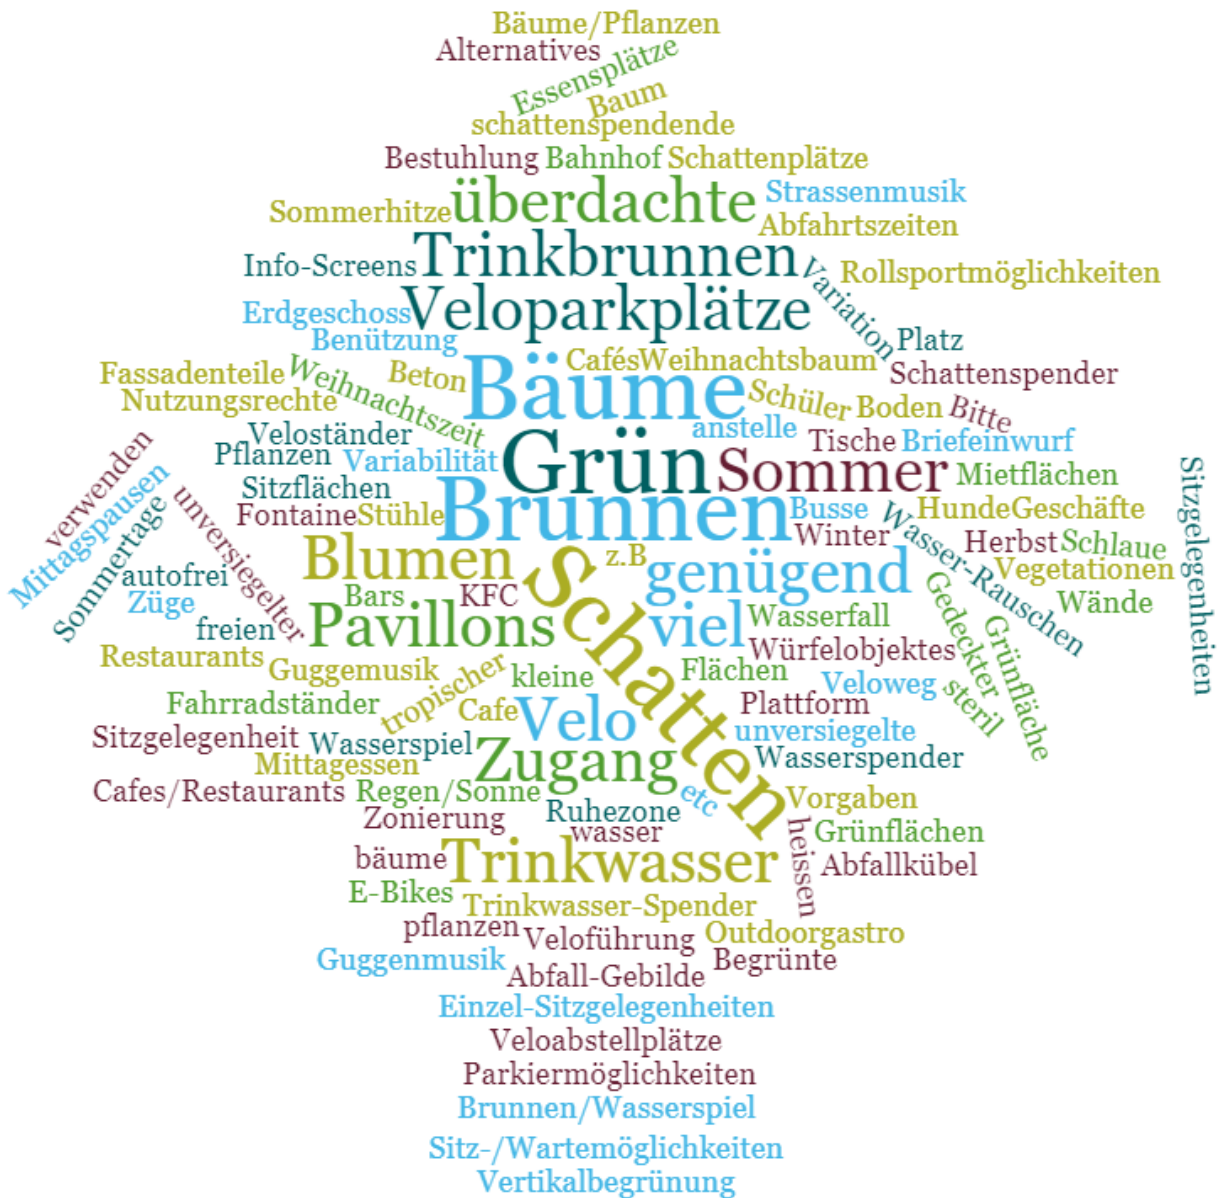 Bäume/Pflanzen
Alternatives
Essensplätze
Baum
schattenspendende
Bestuhlung Bahnhof Schattenplätze
Sommerhitze überdachte Strassenmusik
Abfahrtszeiten
Info-Screens Trinkbrunnen Variation Rollsportmöglichkeiten
Erdgeschoss Veloparkplätze
Benützung Platz
Fassadenteile Weihnachtszeit Beton Bäume Cafés Weihnachtsbaum Schattenspender
Nutzungsrechte Schüler Boden Bitte
Veloständer anstelle Tische Briefeinwurf
Pflanzen Variabilität Grün Sommer Mietflächen
Sitzflächen
Fontaine Stühle Brunnen Busse Hunde Geschäfte
verwenden
Mittagspausen
Sommertage
unversiegelter
Winter Wasser-Rauschen Herbst Schlaue
Sitzgelegenheiten
Blumen z.B genügend Vegetationen
autofrei
Züge Bars KFC Wände
freien Pavillons Schatten viel Wasserfall Gedeckter Grünfläche
Restaurants Guggemusik Würfelobjektes
tropischer kleine Flächen Veloweg steril
Fahrradständer Cafe Velo Plattform
Sitzgelegenheit Wasserspiel unversiegelte
Mittagessen Zugang Wasserspender
Cafes/Restaurants Regen/Sonne etc Vorgaben
Zonierung Ruhezone
wasser heissen Grünflächen
bäume Trinkwasser Abfallkübel
E-Bikes Trinkwasser-Spender
pflanzen Veloführung Outdoorgastro
Guggenmusik Begrünte
Abfall-Gebilde
Einzel-Sitzgelegenheiten
Veloabstellplätze
Parkiermöglichkeiten
Brunnen/Wasserspiel
Sitz-/Wartemöglichkeiten
Vertikalbegrünung